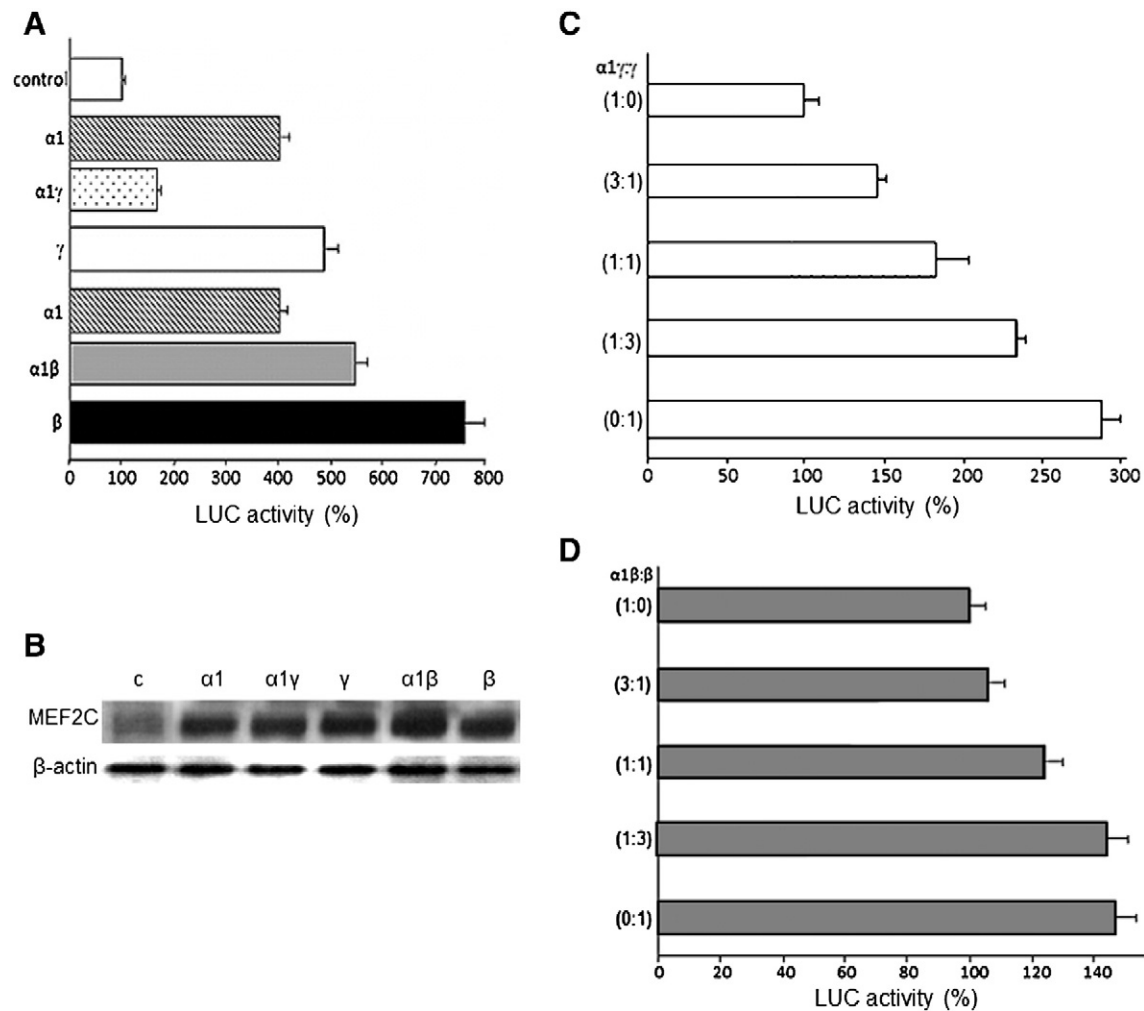 A
control
α1
α1γ
γ
α1
α1β
β
0 100 200 300 400 500 600 700 800
LUC activity (%)
B
c α1 α1γ γ α1β β
MEF2C
β-actin
C
α1γ:γ
(1:0)
(3:1)
(1:1)
(1:3)
(0:1)
0 50 100 150 200 250 300
LUC activity (%)
D
α1β:β
(1:0)
(3:1)
(1:1)
(1:3)
(0:1)
0 20 40 60 80 100 120 140
LUC activity (%)